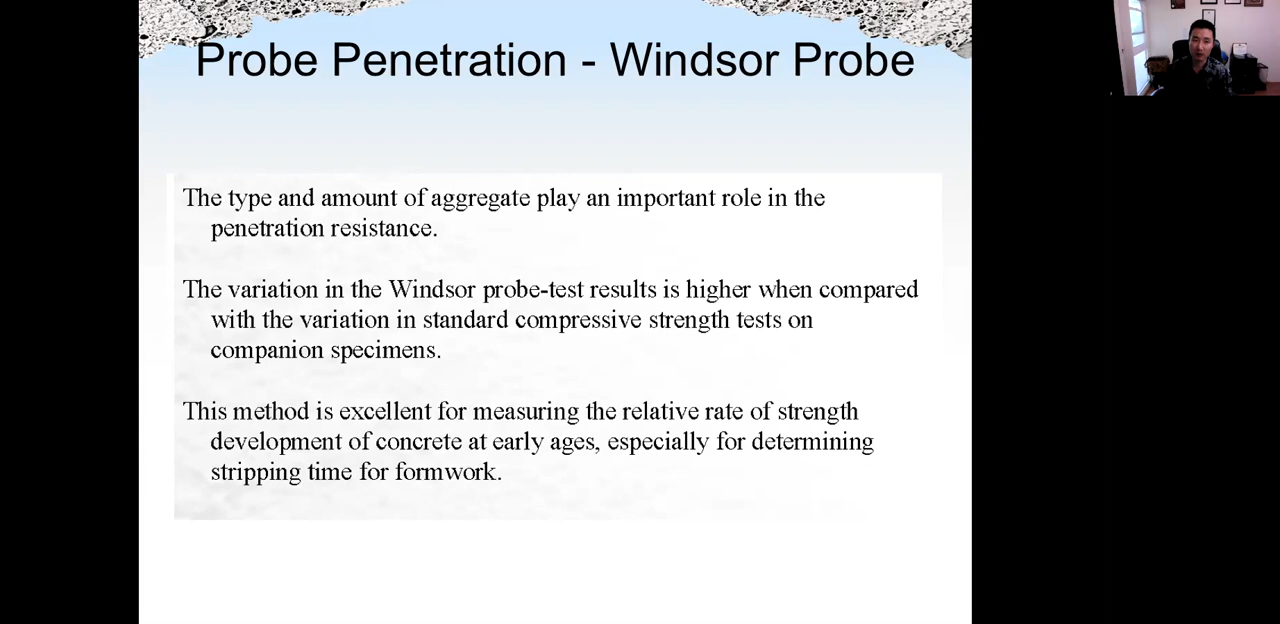 Probe Penetration - Windsor Probe
The type and amount of aggregate play an important role in the
penetration resistance.
The variation in the Windsor probe-test results is higher when compared
with the variation in standard compressive strength tests on
companion specimens.
This method is excellent for measuring the relative rate of strength
development of concrete at early ages, especially for determining
stripping time for formwork.